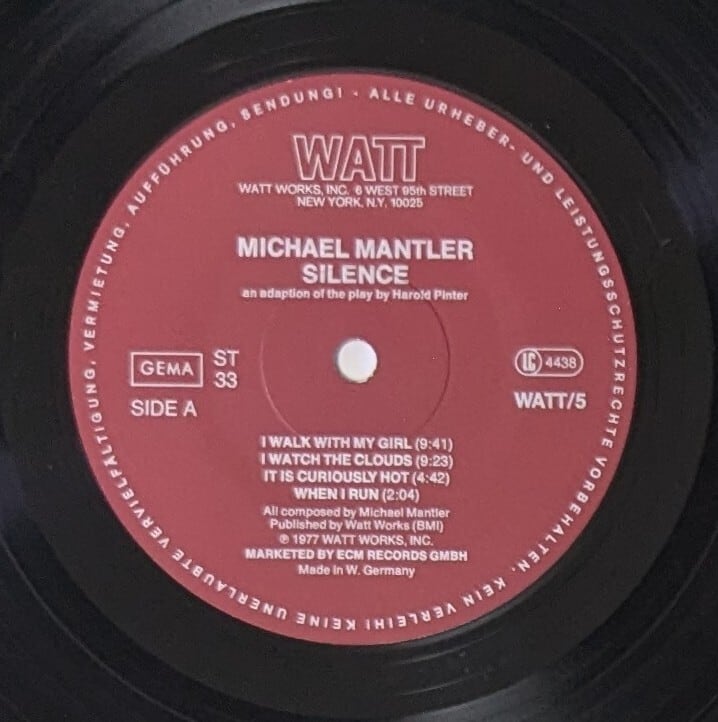 ALLE URHEBER- UND LEISTUNGSSCHUTZRECHTE VORBEHALTEN. KEIN VERLEIH! KEINE UNERLAUBTE VERVIELFÄLTIGUNG, VERMIETUNG, AUFFÜHRUNG, SENDUNG! -
WATT
WATT WORKS, INC. 6 WEST 95th STREET
NEW YORK, N.Y. 10025
MICHAEL MANTLER
SILENCE
an adaption of the play by Harold Pinter
GEMA
ST
33
SIDE A
LC 4438
WATT/5
I WALK WITH MY GIRL (9:41)
I WATCH THE CLOUDS (9:23)
IT IS CURIOUSLY HOT (4:42)
WHEN I RUN (2:04)
All composed by Michael Mantler
Published by Watt Works (BMI)
℗ 1977 WATT WORKS, INC.
MARKETED BY ECM RECORDS GMBH
Made in W. Germany